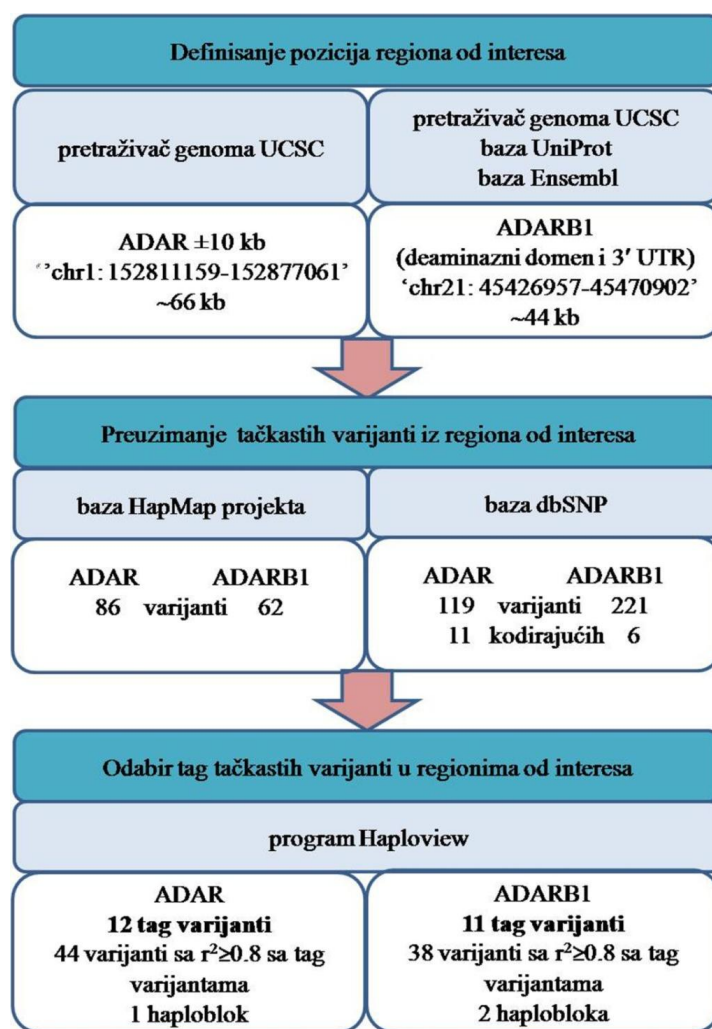 Definisanje pozicija regiona od interesa
pretraživač genoma UCSC
pretraživač genoma UCSC
baza UniProt
baza Ensembl
ADAR ±10 kb
‘’chr1: 152811159-152877061’
~66 kb
ADARB1
(deaminazni domen i 3′ UTR)
‘chr21: 45426957-45470902’
~44 kb
Preuzimanje tačkastih varijanti iz regiona od interesa
baza HapMap projekta
baza dbSNP
ADAR ADARB1
86 varijanti 62
ADAR ADARB1
119 varijanti 221
11 kodirajućih 6
Odabir tag tačkastih varijanti u regionima od interesa
program Haploview
ADAR
12 tag varijanti
44 varijanti sa r²≥0.8 sa tag
varijantama
1 haploblok
ADARB1
11 tag varijanti
38 varijanti sa r²≥0.8 sa tag
varijantama
2 haplobloka